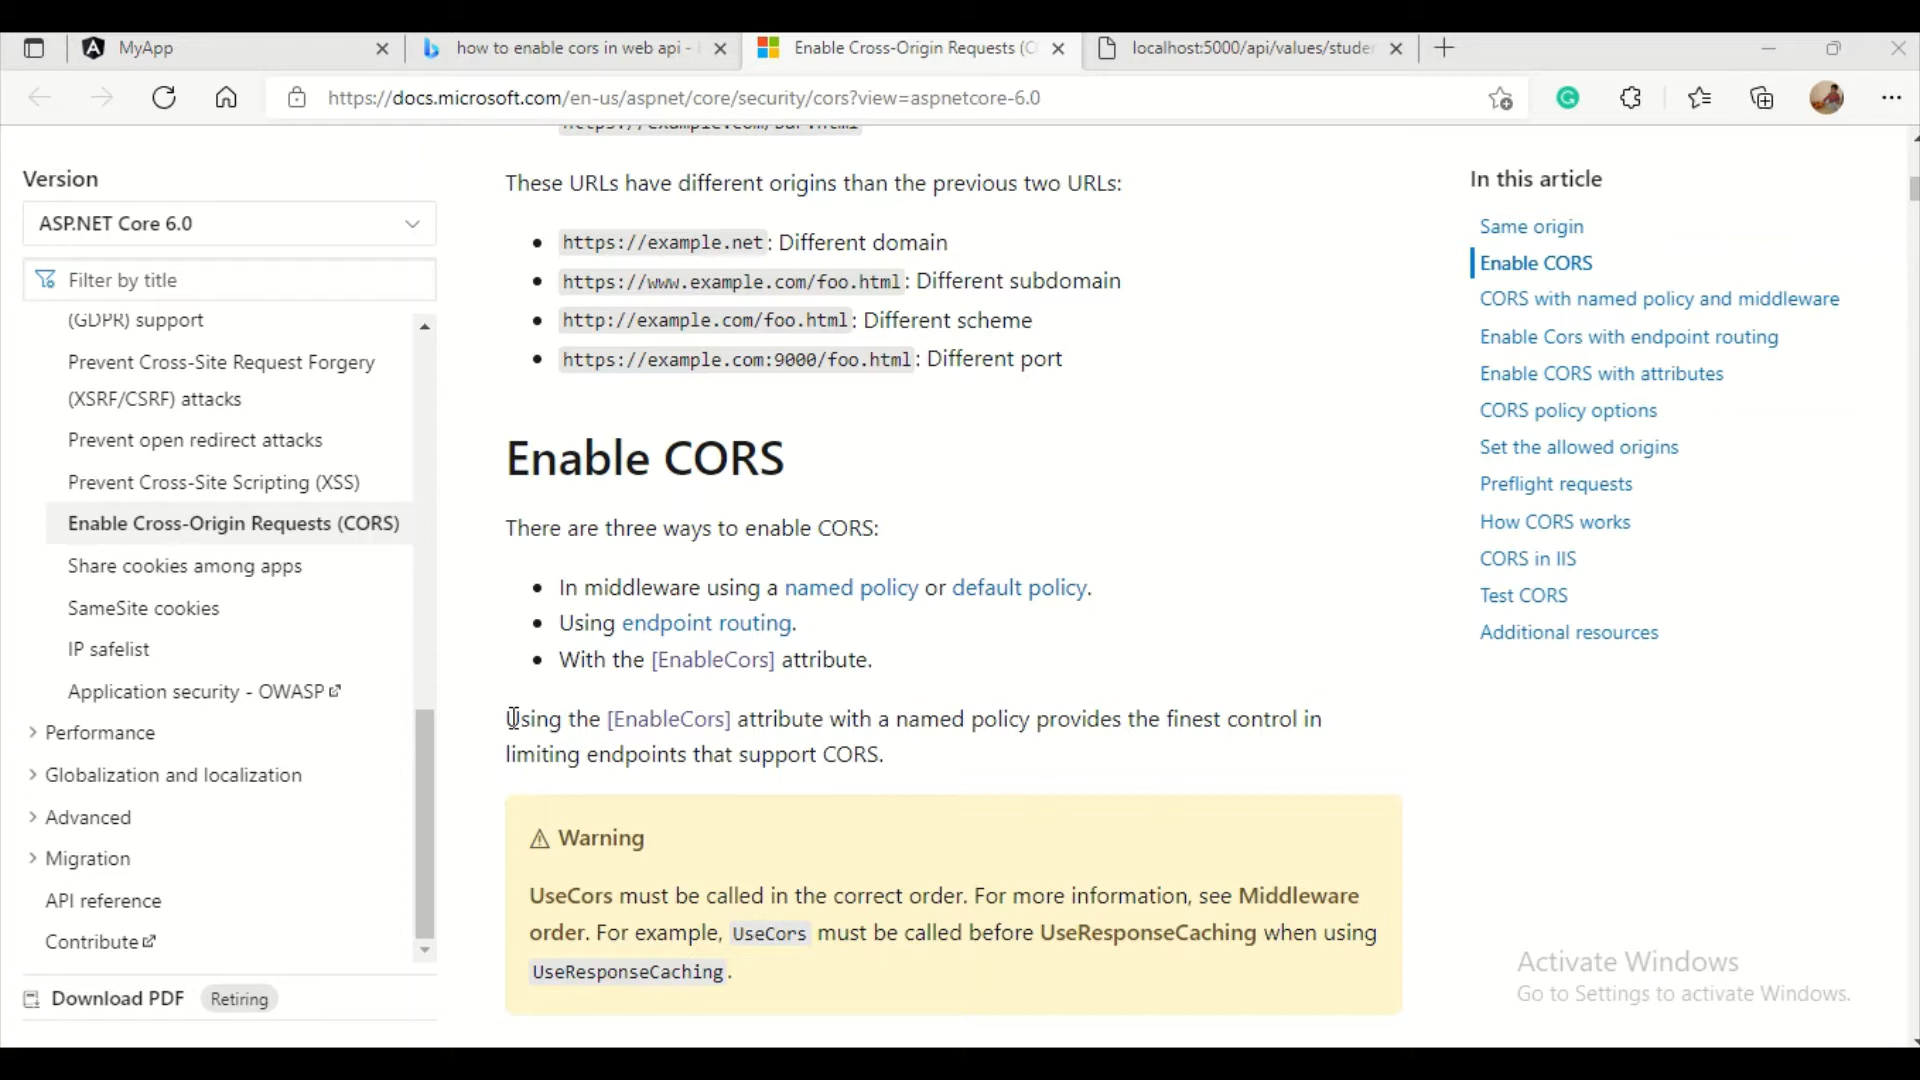 MyApp
how to enable cors in web api -
Enable Cross-Origin Requests (C
localhost:5000/api/values/stude
https://docs.microsoft.com/en-us/aspnet/core/security/cors?view=aspnetcore-6.0
Version
ASP.NET Core 6.0
Filter by title
(GDPR) support
Prevent Cross-Site Request Forgery
(XSRF/CSRF) attacks
Prevent open redirect attacks
Prevent Cross-Site Scripting (XSS)
Enable Cross-Origin Requests (CORS)
Share cookies among apps
SameSite cookies
IP safelist
Application security - OWASP
Performance
Globalization and localization
Advanced
Migration
API reference
Contribute
Download PDF Retiring
These URLs have different origins than the previous two URLs:
• https://example.net: Different domain
• https://www.example.com/foo.html: Different subdomain
• http://example.com/foo.html: Different scheme
• https://example.com:9000/foo.html: Different port
Enable CORS
There are three ways to enable CORS:
• In middleware using a named policy or default policy.
• Using endpoint routing.
• With the [EnableCors] attribute.
Using the [EnableCors] attribute with a named policy provides the finest control in
limiting endpoints that support CORS.
Warning
UseCors must be called in the correct order. For more information, see Middleware
order. For example, UseCors must be called before UseResponseCaching when using
UseResponseCaching.
In this article
Same origin
Enable CORS
CORS with named policy and middleware
Enable Cors with endpoint routing
Enable CORS with attributes
CORS policy options
Set the allowed origins
Preflight requests
How CORS works
CORS in IIS
Test CORS
Additional resources
Activate Windows
Go to Settings to activate Windows.